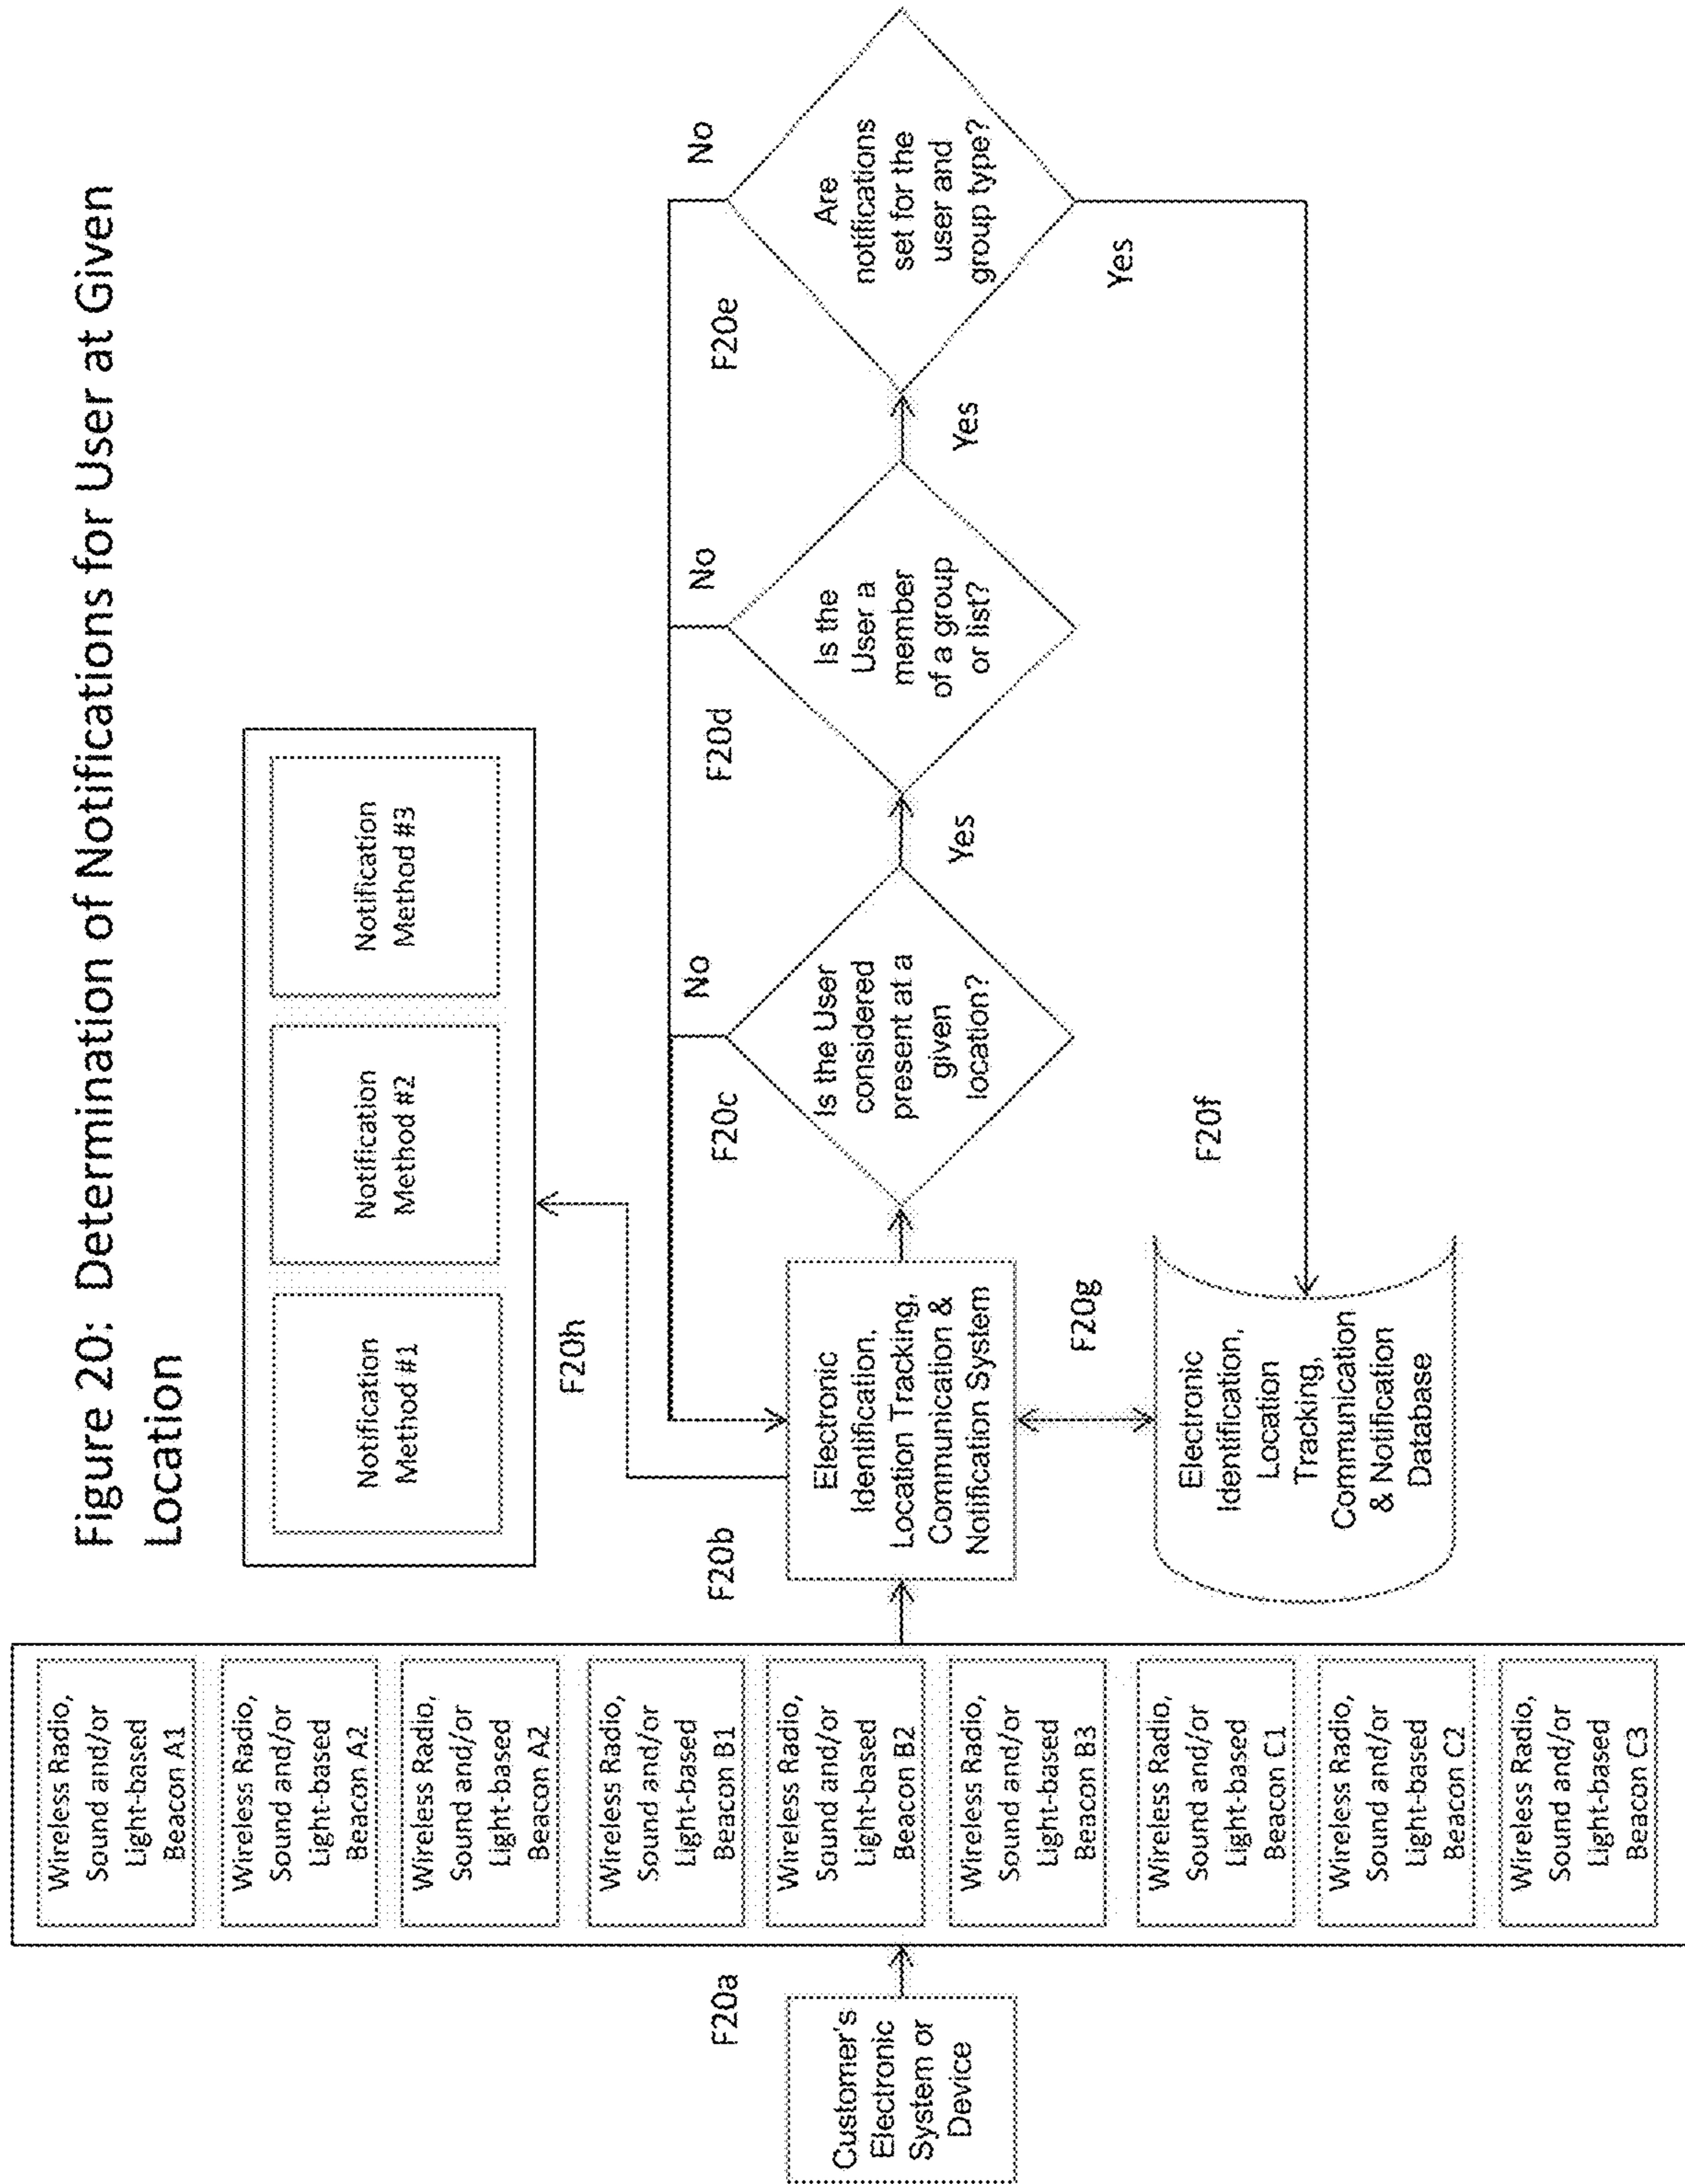 Figure 20: Determination of Notifications for User at Given
Location
Customer's
Electronic
System or
Device
F20a
Wireless Radio,
Sound and/or
Light-based
Beacon A1
Wireless Radio,
Sound and/or
Light-based
Beacon A2
Wireless Radio,
Sound and/or
Light-based
Beacon A2
Wireless Radio,
Sound and/or
Light-based
Beacon B1
Wireless Radio,
Sound and/or
Light-based
Beacon B2
Wireless Radio,
Sound and/or
Light-based
Beacon B3
Wireless Radio,
Sound and/or
Light-based
Beacon C1
Wireless Radio,
Sound and/or
Light-based
Beacon C2
Wireless Radio,
Sound and/or
Light-based
Beacon C3
F20b
Electronic
Identification,
Location Tracking,
Communication &
Notification System
F20h
Notification
Method #1
Notification
Method #2
Notification
Method #3
F20c
Is the User
considered
present at a
given
location?
No
Yes
F20d
Is the
User a
member
of a group
or list?
No
Yes
F20e
Are
notifications
set for the
user and
group type?
No
Yes
F20f
F20g
Electronic
Identification,
Location
Tracking,
Communication
& Notification
Database